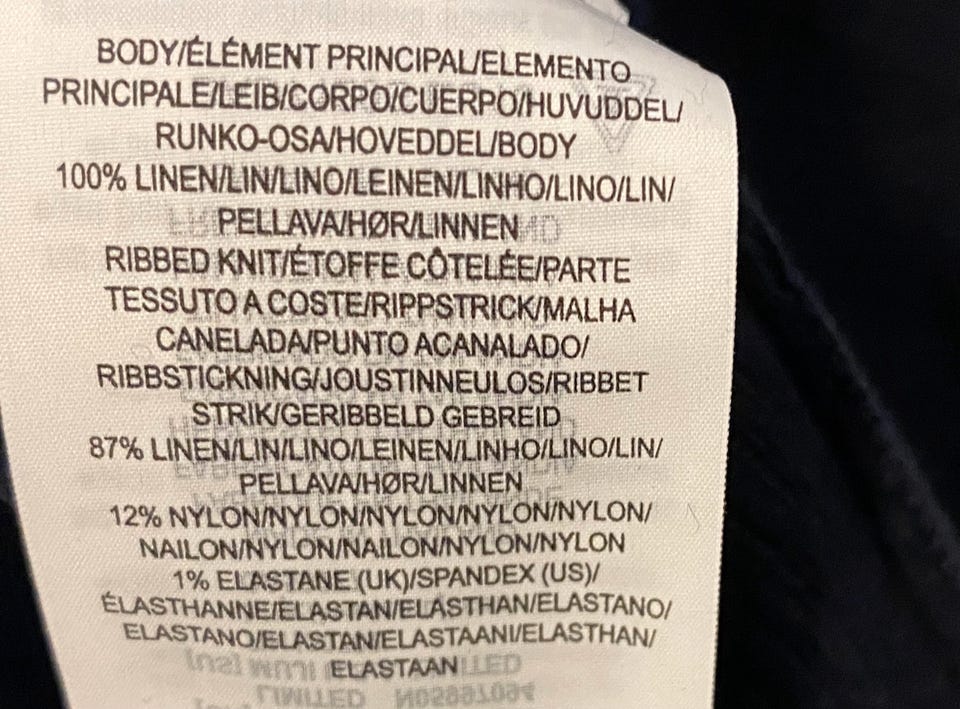 BODY/ÉLÉMENT PRINCIPAL/ELEMENTO
PRINCIPALE/LEIB/CORPO/CUERPO/HUVUDDEL/
RUNKO-OSA/HOVEDDEL/BODY
100% LINEN/LIN/LINO/LEINEN/LINHO/LINO/LIN/
PELLAVA/HØR/LINNEN
RIBBED KNIT/ÉTOFFE CÔTELÉE/PARTE
TESSUTO A COSTE/RIPPSTRICK/MALHA
CANELADA/PUNTO ACANALADO/
RIBBSTICKNING/JOUSTINNEULOS/RIBBET
STRIK/GERIBBELD GEBREID
87% LINEN/LIN/LINO/LEINEN/LINHO/LINO/LIN/
PELLAVA/HØR/LINNEN
12% NYLON/NYLON/NYLON/NYLON/NYLON/
NAILON/NYLON/NAILON/NYLON/NYLON
1% ELASTANE (UK)/SPANDEX (US)/
ÉLASTHANNE/ELASTAN/ELASTHAN/ELASTANO/
ELASTANO/ELASTAN/ELASTAANI/ELASTHAN/
ELASTAAN